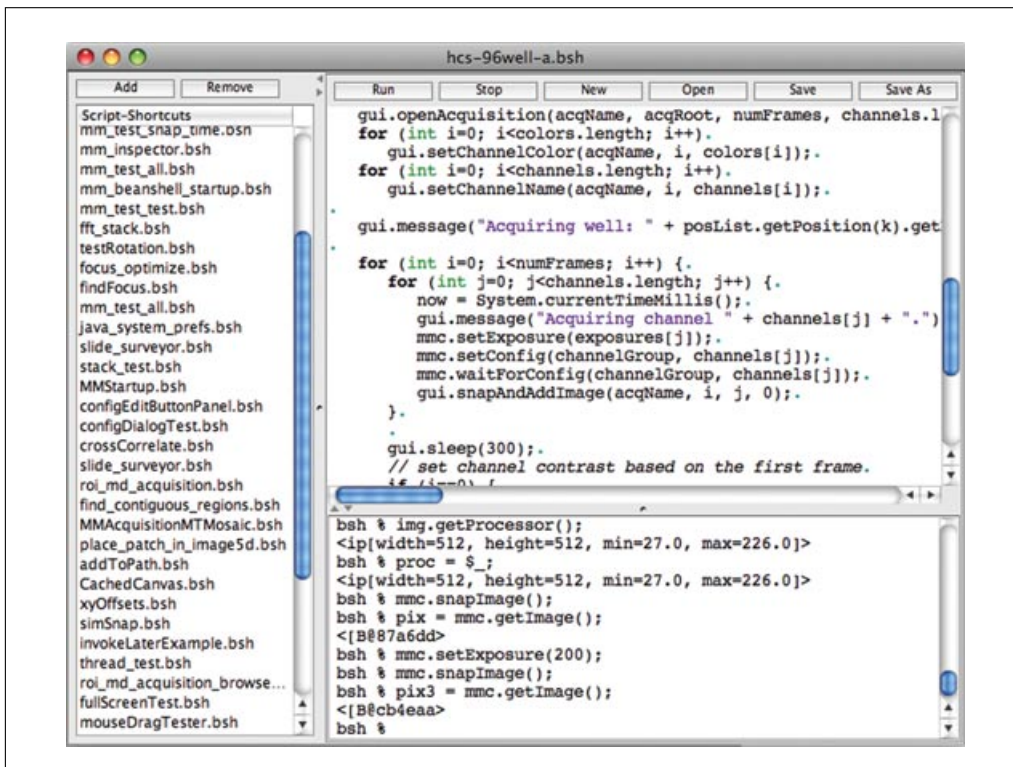 hcs-96well-a.bsh
Add Remove
Script-Shortcuts
mm_test_snap_time.bsn
mm_inspector.bsh
mm_test_all.bsh
mm_beanshell_startup.bsh
mm_test_test.bsh
fft_stack.bsh
testRotation.bsh
focus_optimize.bsh
findFocus.bsh
mm_test_all.bsh
java_system_prefs.bsh
slide_surveyor.bsh
stack_test.bsh
MMStartup.bsh
configEditButtonPanel.bsh
configDialogTest.bsh
crossCorrelate.bsh
slide_surveyor.bsh
roi_md_acquisition.bsh
find_contiguous_regions.bsh
MMAcquisitionMTMosaic.bsh
place_patch_in_image5d.bsh
addToPath.bsh
CachedCanvas.bsh
xyOffsets.bsh
simSnap.bsh
invokeLaterExample.bsh
thread_test.bsh
roi_md_acquisition_browse...
fullScreenTest.bsh
mouseDragTester.bsh
Run Stop New Open Save Save As
gui.openAcquisition(acqName, acqRoot, numFrames, channels.l
for (int i=0; i<colors.length; i++).
gui.setChannelColor(acqName, i, colors[i]);.
for (int i=0; i<channels.length; i++).
gui.setChannelName(acqName, i, channels[i]);.
.
gui.message("Acquiring well: " + posList.getPosition(k).get
.
for (int i=0; i<numFrames; i++) {.
for (int j=0; j<channels.length; j++) {.
now = System.currentTimeMillis();.
gui.message("Acquiring channel " + channels[j] + ".")
mmc.setExposure(exposures[j]);.
mmc.setConfig(channelGroup, channels[j]);.
mmc.waitForConfig(channelGroup, channels[j]);.
gui.snapAndAddImage(acqName, i, j, 0);.
}.
.
gui.sleep(300);.
// set channel contrast based on the first frame.
if (i==0) {
bsh % img.getProcessor();
<ip[width=512, height=512, min=27.0, max=226.0]>
bsh % proc = $_;
<ip[width=512, height=512, min=27.0, max=226.0]>
bsh % mmc.snapImage();
bsh % pix = mmc.getImage();
<[B@87a6dd>
bsh % mmc.setExposure(200);
bsh % mmc.snapImage();
bsh % pix3 = mmc.getImage();
<[B@cb4eaa>
bsh %